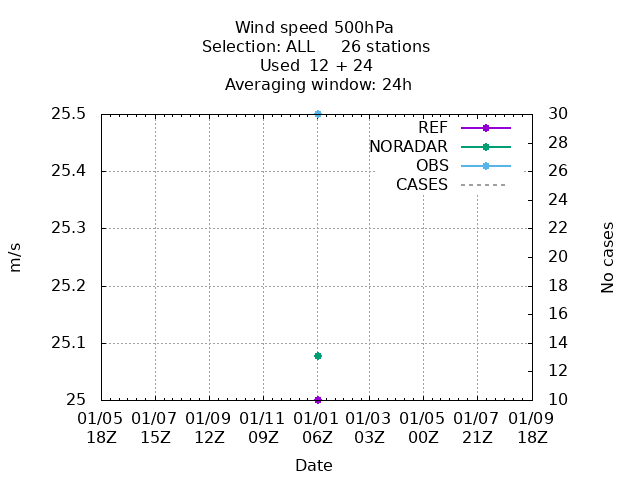 Wind speed 500hPa
Selection: ALL     26 stations
Used  12 + 24
Averaging window: 24h
25.5
25.4
25.3
25.2
25.1
25
30
28
26
24
22
20
18
16
14
12
10
REF
NORADAR
OBS
CASES
m/s
No cases
01/05 01/07 01/09 01/11 01/01 01/03 01/05 01/07 01/09
18Z 15Z 12Z 09Z 06Z 03Z 00Z 21Z 18Z
Date